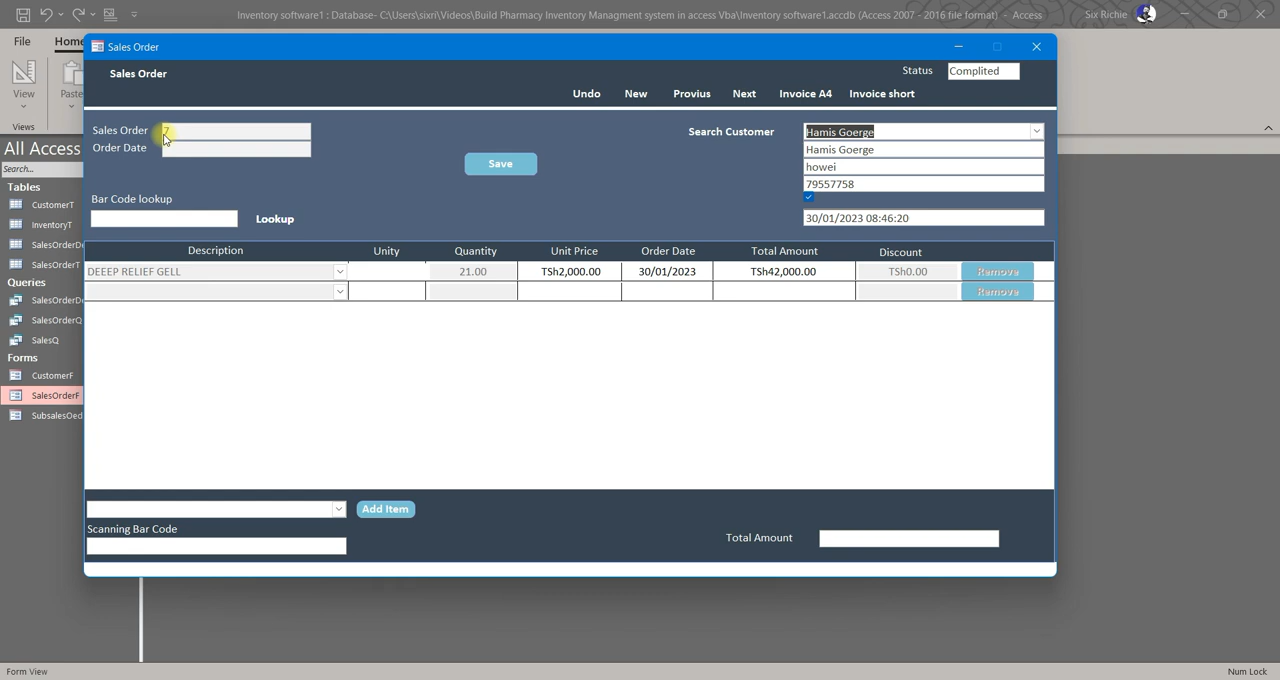 Inventory software1 : Database- C:\Users\sixri\Videos\Build Pharmacy Inventory Managment system in access Vba\Inventory software1.accdb (Access 2007 - 2016 file format) - Access
Six Richie
File
Home
View
Paste
Views
Sales Order
Sales Order
Status
Complited
Undo
New
Provius
Next
Invoice A4
Invoice short
Sales Order
7
Order Date
Save
Search Customer
Hamis Goerge
Hamis Goerge
howei
79557758
30/01/2023 08:46:20
Bar Code lookup
Lookup
Description
Unity
Quantity
Unit Price
Order Date
Total Amount
Discount
DEEEP RELIEF GELL
21.00
TSh2,000.00
30/01/2023
TSh42,000.00
TSh0.00
Remove
Remove
Add Item
Scanning Bar Code
Total Amount
All Access
Search...
Tables
CustomerT
InventoryT
SalesOrderDe
SalesOrderT
Queries
SalesOrderDe
SalesOrderQ
SalesQ
Forms
CustomerF
SalesOrderF
SubsalesOed
Form View
Num Lock